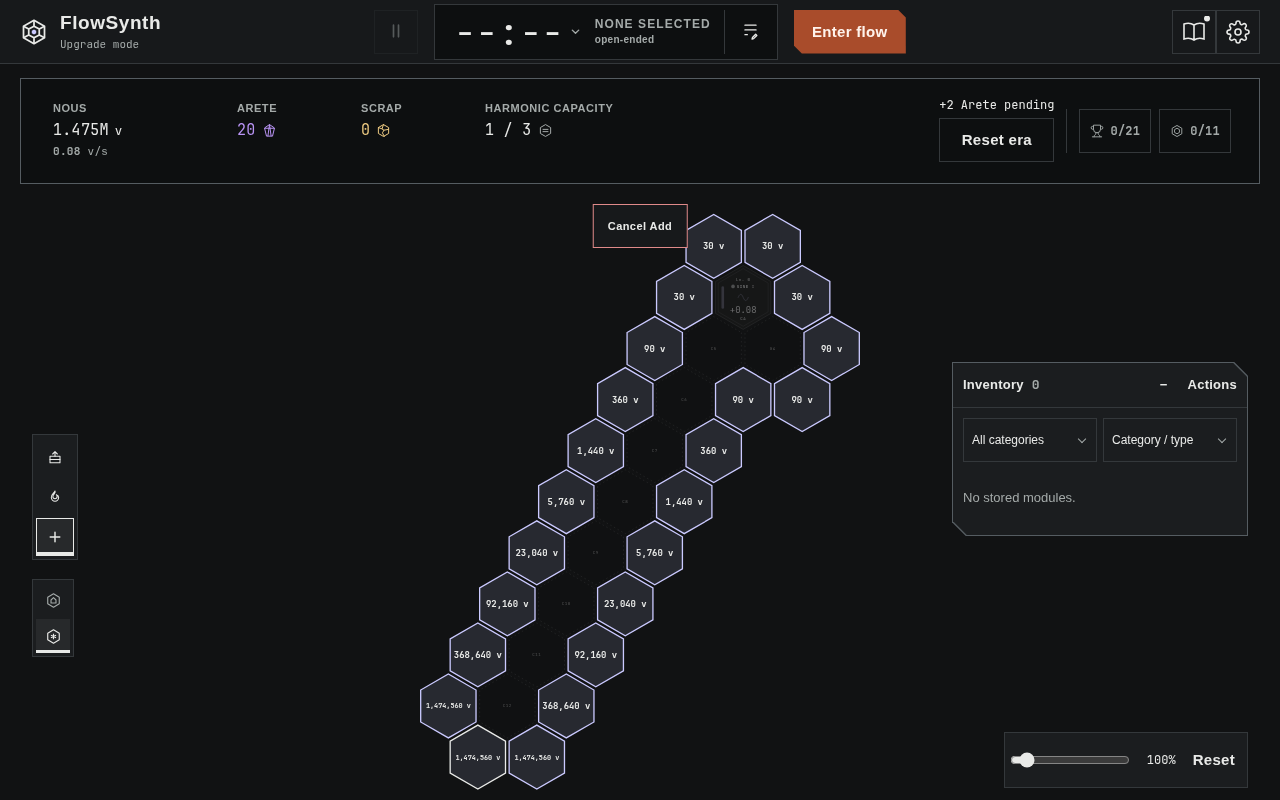 FlowSynth
Upgrade mode
––:––
NONE SELECTED
open-ended
Enter flow
NOUS
1.475M v
0.08 v/s
ARETE
20
SCRAP
0
HARMONIC CAPACITY
1 / 3
+2 Arete pending
Reset era
0/21
0/11
Cancel Add
30 v
30 v
30 v
+0.08
30 v
90 v
90 v
360 v
90 v
90 v
1,440 v
360 v
5,760 v
1,440 v
23,040 v
5,760 v
92,160 v
23,040 v
368,640 v
92,160 v
1,474,560 v
368,640 v
1,474,560 v
1,474,560 v
Inventory 0
– Actions
All categories
Category / type
No stored modules.
100%
Reset